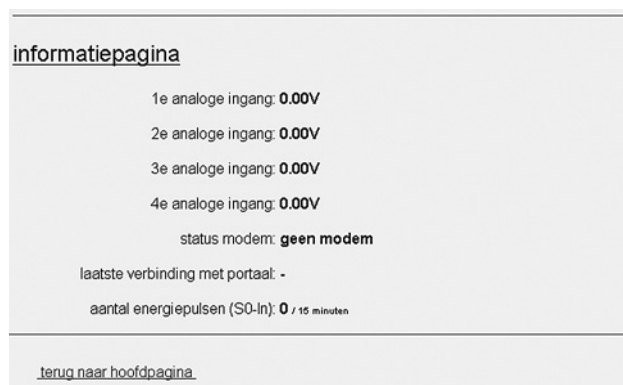 informatiepagina
1e analoge ingang: 0.00V
2e analoge ingang: 0.00V
3e analoge ingang: 0.00V
4e analoge ingang: 0.00V
status modem: geen modem
laatste verbinding met portaal: -
aantal energiepulsen (S0-In): 0 / 15 minuten
terug naar hoofdpagina